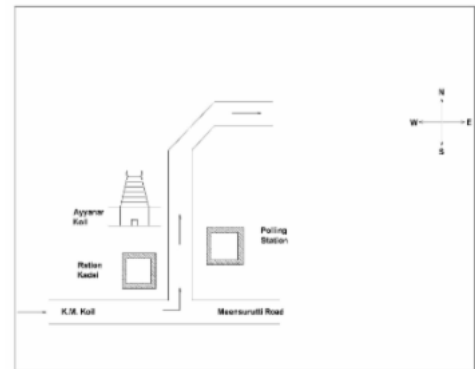 N
W E
S
Ayyanar
Koil
Polling
Station
Ration
Kadai
K.M. Koil
Meensurutti Road